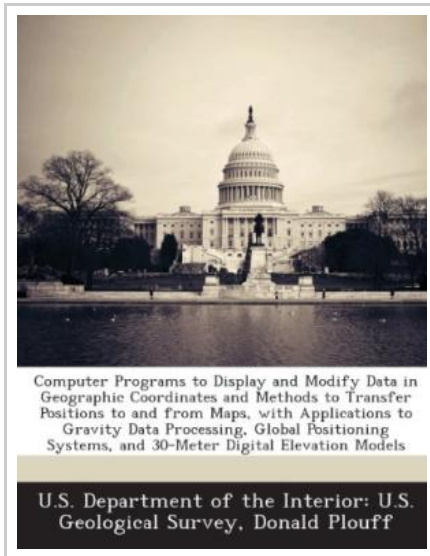 Computer Programs to Display and Modify Data in
Geographic Coordinates and Methods to Transfer
Positions to and from Maps, with Applications to
Gravity Data Processing, Global Positioning
Systems, and 30-Meter Digital Elevation Models
U.S. Department of the Interior: U.S.
Geological Survey, Donald Plouff